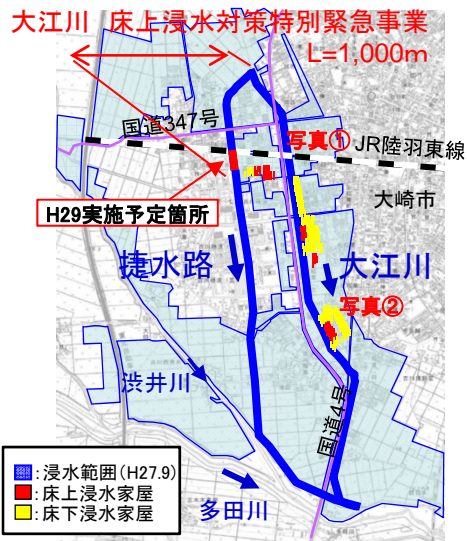 大江川 床上浸水対策特別緊急事業
L=1,000m
国道347号
写真①
JR陸羽東線
大崎市
H29実施予定箇所
捷水路
大江川
写真②
渋井川
国道4号
多田川
:浸水範囲(H27.9)
:床上浸水家屋
:床下浸水家屋